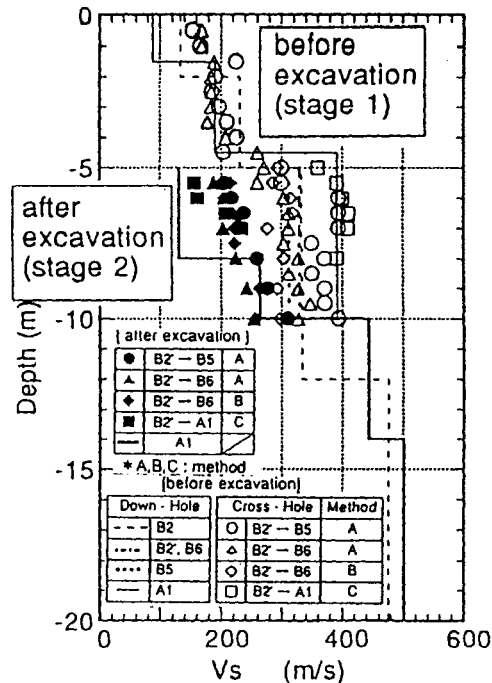 before
excavation
(stage 1)
after
excavation
(stage 2)
Depth (m)
0
-5
-10
-15
-20
{ after excavation }
B2' → B5 A
B2' → B6 A
B2' → B6 B
B2' → A1 C
A1
* A,B,C : method
[before excavation]
Down - Hole
B2
B2', B6
B5
A1
Cross - Hole Method
B2' → B5 A
B2' → B6 A
B2' → B6 B
B2' → A1 C
0 200 400 600
Vs (m/s)